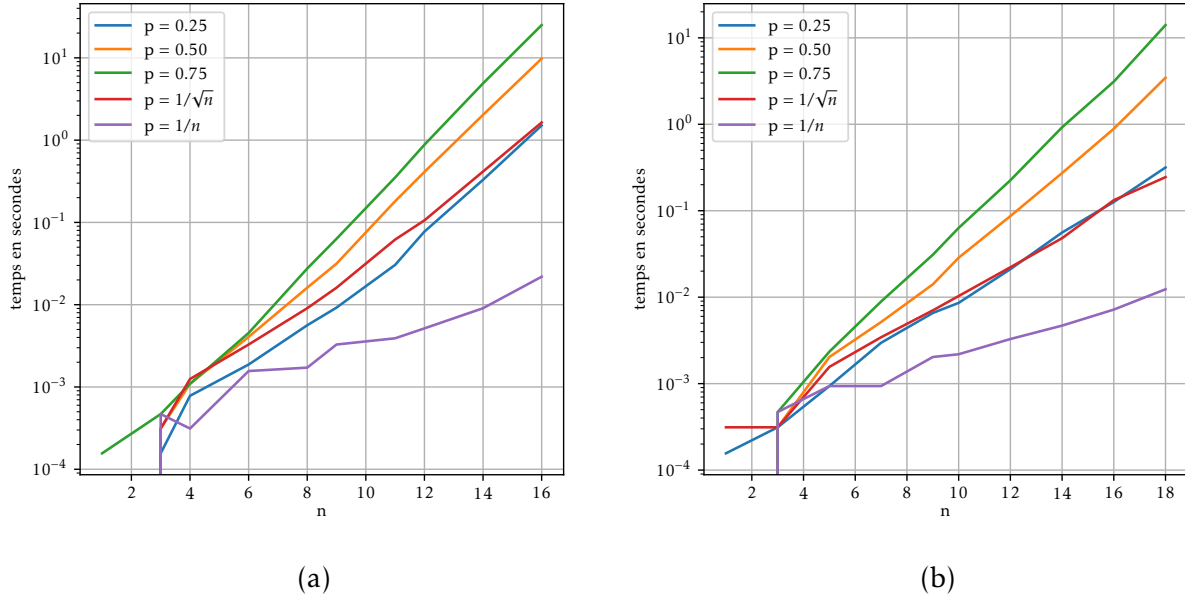 p = 0.25
p = 0.50
p = 0.75
p = 1/√n
p = 1/n
10¹
10⁰
10⁻¹
10⁻²
10⁻³
10⁻⁴
temps en secondes
2 4 6 8 10 12 14 16
n
(a)
p = 0.25
p = 0.50
p = 0.75
p = 1/√n
p = 1/n
10¹
10⁰
10⁻¹
10⁻²
10⁻³
10⁻⁴
temps en secondes
2 4 6 8 10 12 14 16 18
n
(b)